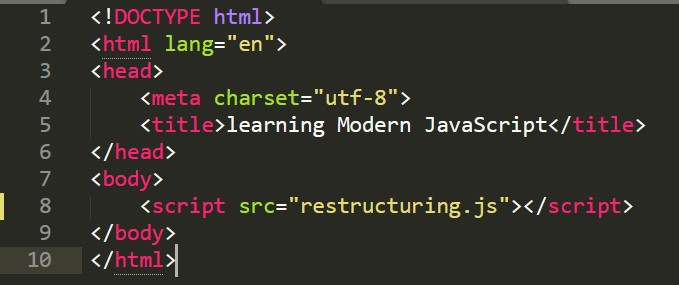 1 <!DOCTYPE html>
2 <html lang="en">
3 <head>
4 <meta charset="utf-8">
5 <title>learning Modern JavaScript</title>
6 </head>
7 <body>
8 <script src="restructuring.js"></script>
9 </body>
10 </html>